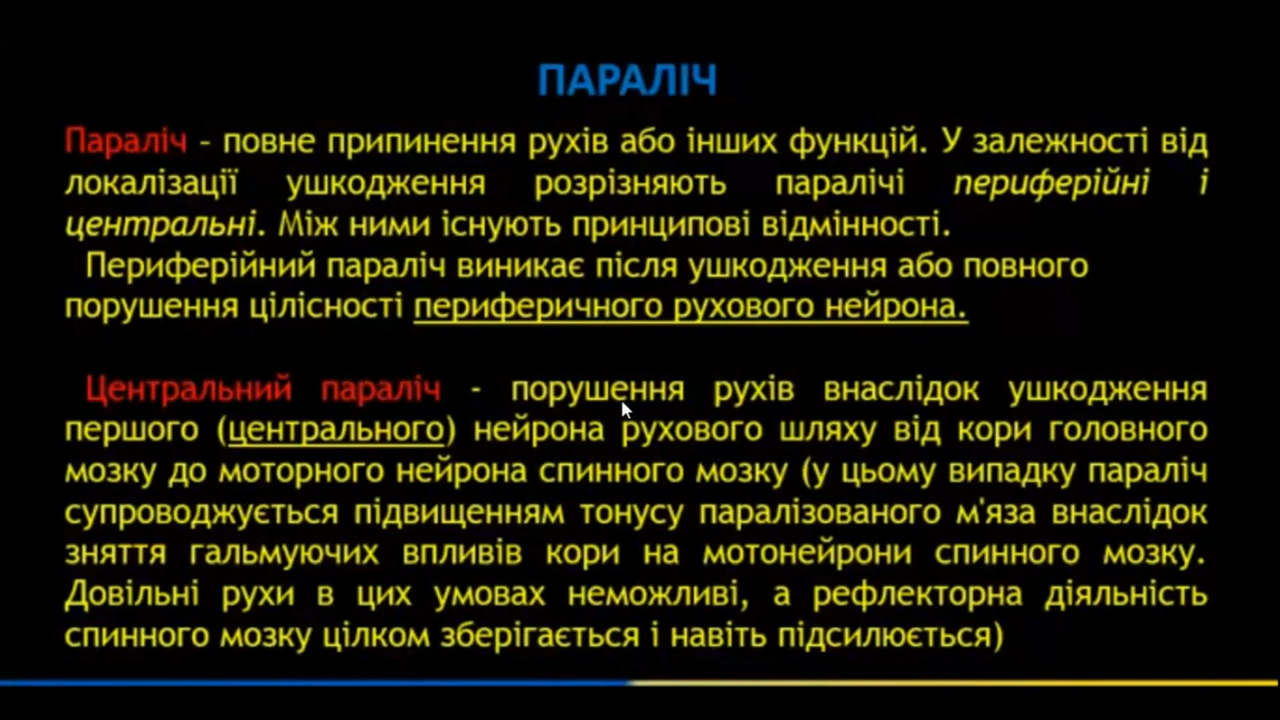 ПАРАЛІЧ
Параліч – повне припинення рухів або інших функцій. У залежності від
локалізації ушкодження розрізняють паралічі периферійні і
центральні. Між ними існують принципові відмінності.
Периферійний параліч виникає після ушкодження або повного
порушення цілісності периферичного рухового нейрона.
Центральний параліч - порушення рухів внаслідок ушкодження
першого (центрального) нейрона рухового шляху від кори головного
мозку до моторного нейрона спинного мозку (у цьому випадку параліч
супроводжується підвищенням тонусу паралізованого м'яза внаслідок
зняття гальмуючих впливів кори на мотонейрони спинного мозку.
Довільні рухи в цих умовах неможливі, а рефлекторна діяльність
спинного мозку цілком зберігається і навіть підсилюється)